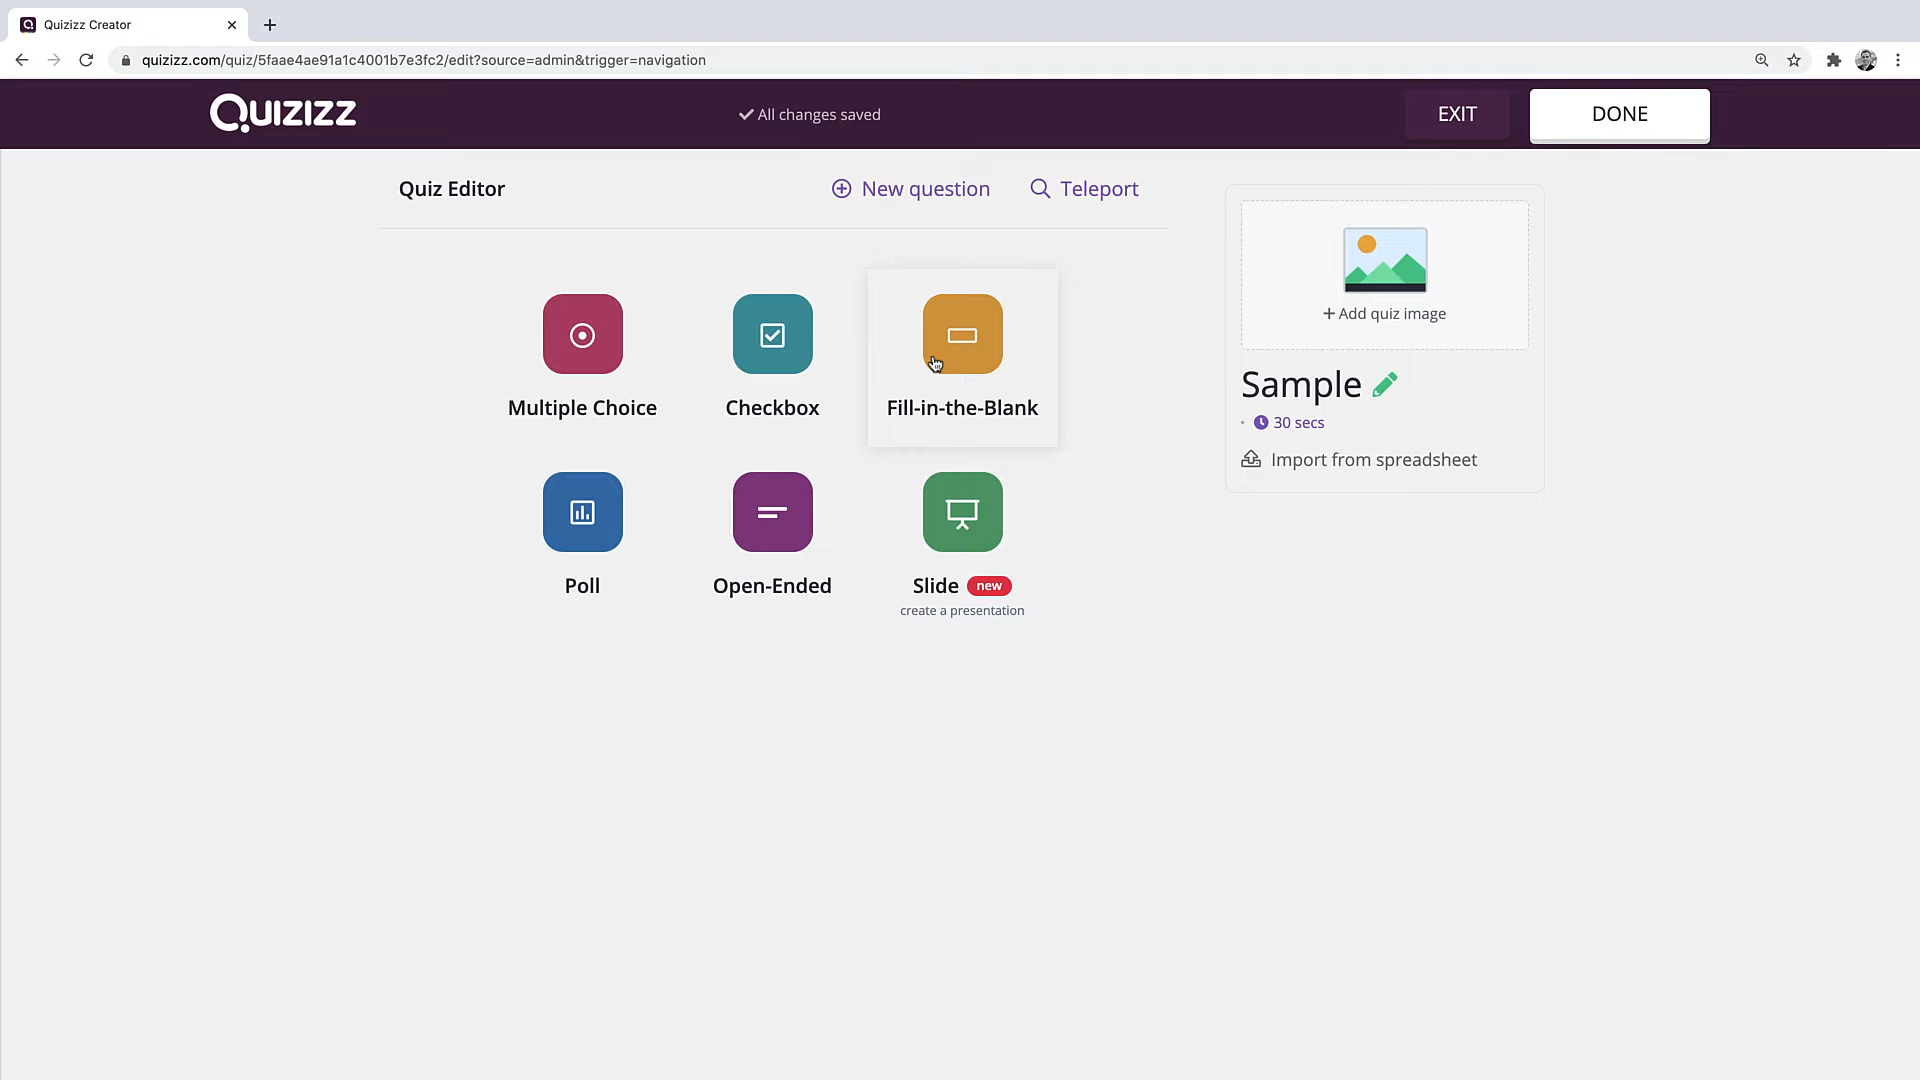 Quizizz Creator
quizizz.com/quiz/5faae4ae91a1c4001b7e3fc2/edit?source=admin&trigger=navigation
QUIZIZZ
All changes saved
EXIT
DONE
Quiz Editor
New question
Teleport
Add quiz image
Multiple Choice
Checkbox
Fill-in-the-Blank
Sample
30 secs
Import from spreadsheet
Poll
Open-Ended
Slide new
create a presentation